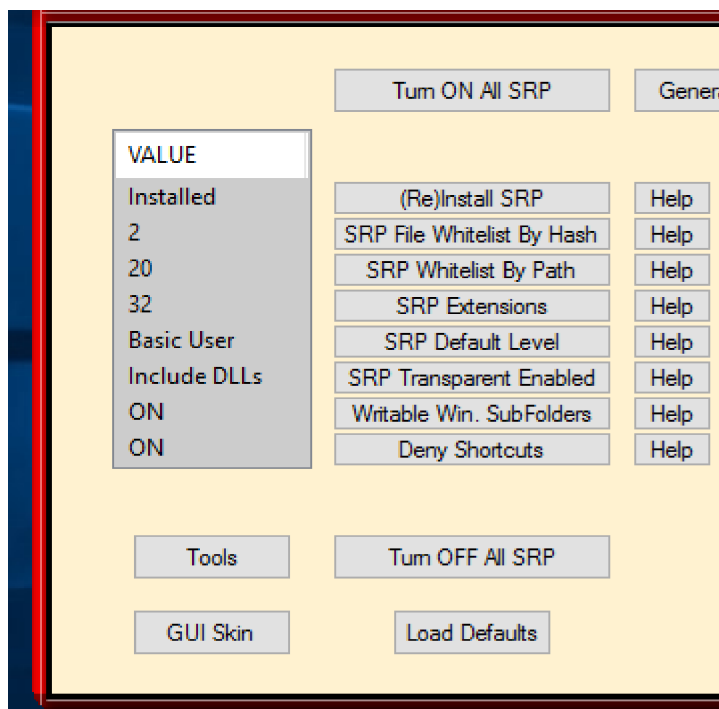 Turn ON All SRP Genera
VALUE
Installed (Re)Install SRP Help
2 SRP File Whitelist By Hash Help
20 SRP Whitelist By Path Help
32 SRP Extensions Help
Basic User SRP Default Level Help
Include DLLs SRP Transparent Enabled Help
ON Writable Win. SubFolders Help
ON Deny Shortcuts Help
Tools Turn OFF All SRP
GUI Skin Load Defaults